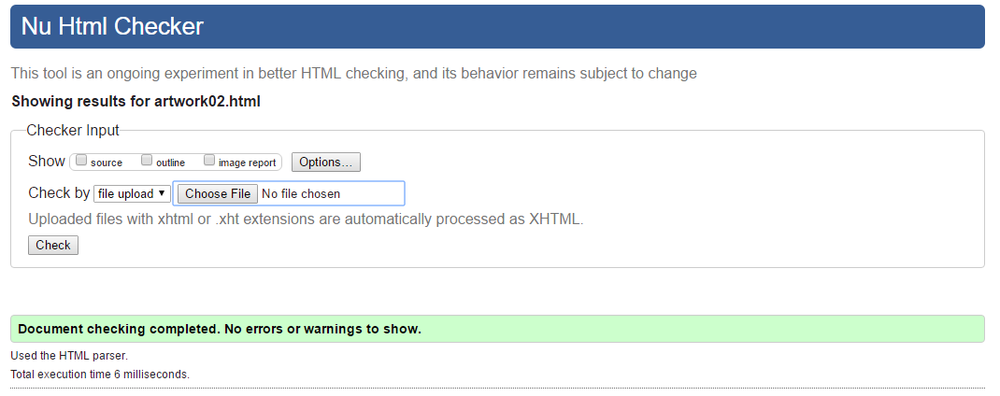 Nu Html Checker
This tool is an ongoing experiment in better HTML checking, and its behavior remains subject to change
Showing results for artwork02.html
Checker Input
Show source outline image report Options...
Check by file upload Choose File No file chosen
Uploaded files with xhtml or .xht extensions are automatically processed as XHTML.
Check
Document checking completed. No errors or warnings to show.
Used the HTML parser.
Total execution time 6 milliseconds.